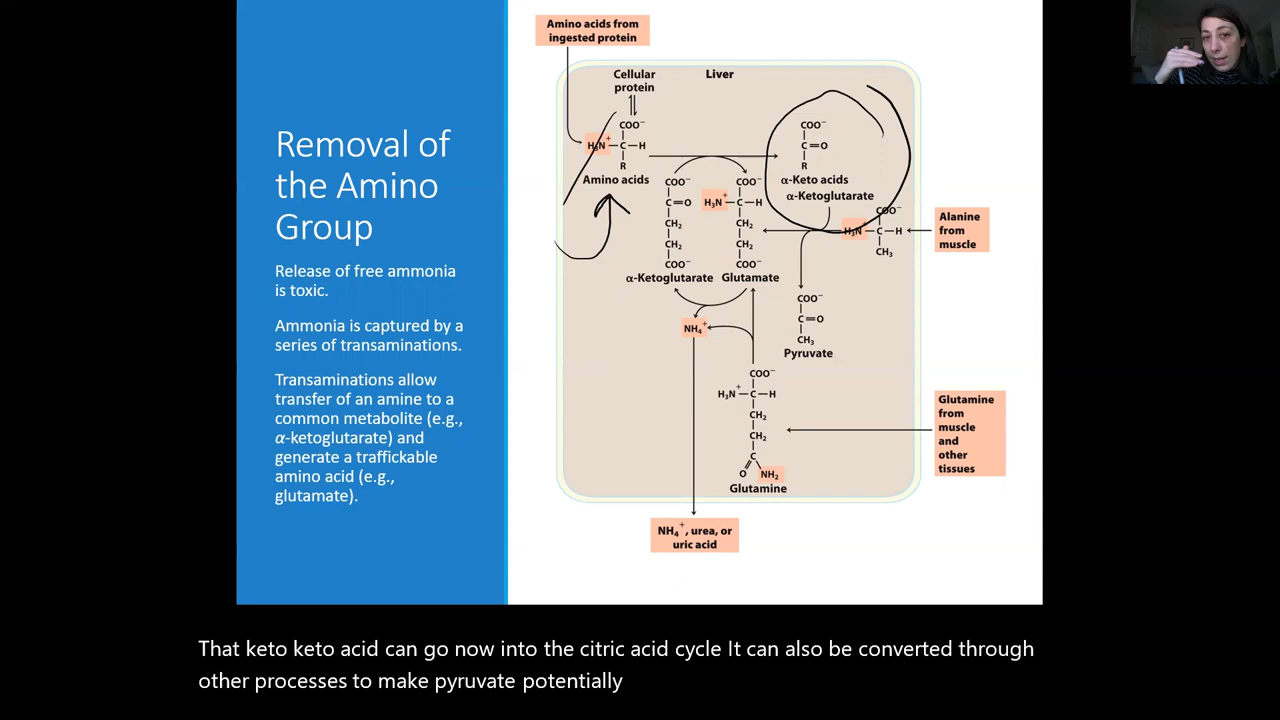 Removal of
the Amino
Group
Release of free ammonia
is toxic.
Ammonia is captured by a
series of transaminations.
Transaminations allow
transfer of an amine to a
common metabolite (e.g.,
α-ketoglutarate) and
generate a traffickable
amino acid (e.g.,
glutamate).
Amino acids from
ingested protein
Cellular
protein
Liver
COO⁻
H₃N⁺—C—H
R
Amino acids
COO⁻
C=O
R
α-Keto acids
α-Ketoglutarate
COO⁻
C=O
CH₂
CH₂
COO⁻
α-Ketoglutarate
COO⁻
H₃N⁺—C—H
CH₂
CH₂
COO⁻
Glutamate
COO⁻
H₃N⁺—C—H
CH₃
Alanine
from
muscle
NH₄⁺
COO⁻
C=O
CH₃
Pyruvate
COO⁻
H₃N⁺—C—H
CH₂
CH₂
C
O NH₂
Glutamine
Glutamine
from
muscle
and
other
tissues
NH₄⁺, urea, or
uric acid
That keto keto acid can go now into the citric acid cycle It can also be converted through
other processes to make pyruvate potentially